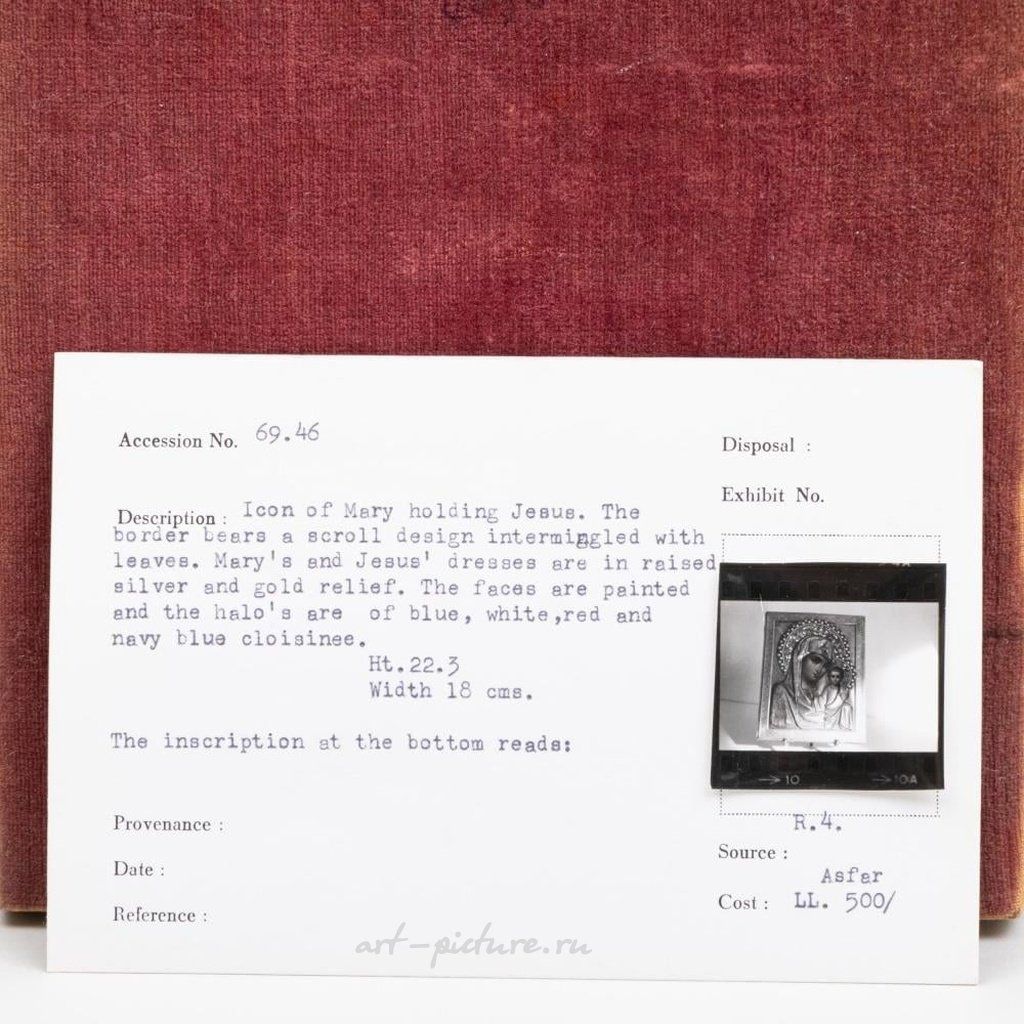 Accession No. 69.46
Disposal :
Exhibit No.
Description : Icon of Mary holding Jesus. The
border bears a scroll design interminggled with
leaves. Mary's and Jesus' dresses are in raised
silver and gold relief. The faces are painted
and the halo's are of blue, white,red and
navy blue cloisinee.
Ht.22.3
Width 18 cms.
The inscription at the bottom reads:
→10 →10A
R.4.
Provenance :
Source :
Asfar
Date :
Cost : LL. 500/
Reference :
art-picture.ru